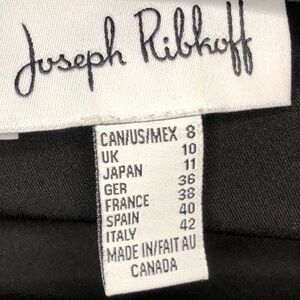 Joseph Ribkoff
CAN/US/MEX 8
UK 10
JAPAN 11
GER 36
FRANCE 38
SPAIN 40
ITALY 42
MADE IN/FAIT AU
CANADA